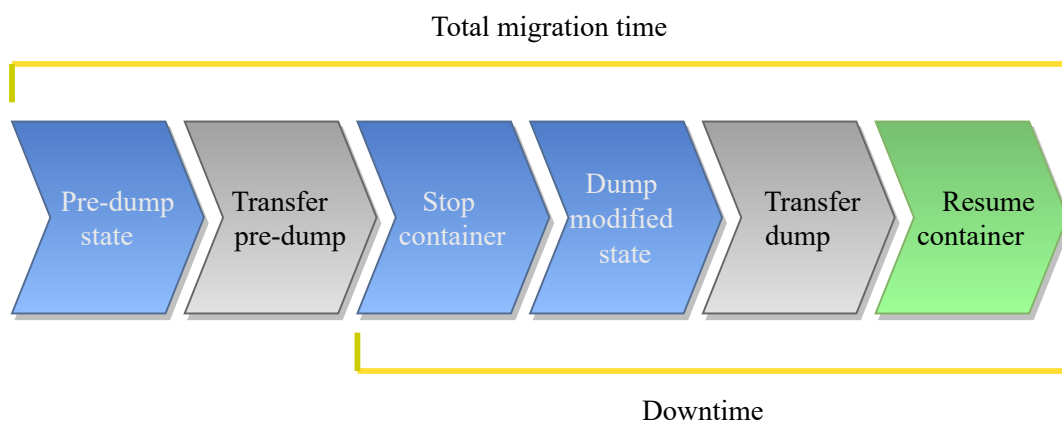 Total migration time
Pre-dump
state
Transfer
pre-dump
Stop
container
Dump
modified
state
Transfer
dump
Resume
container
Downtime